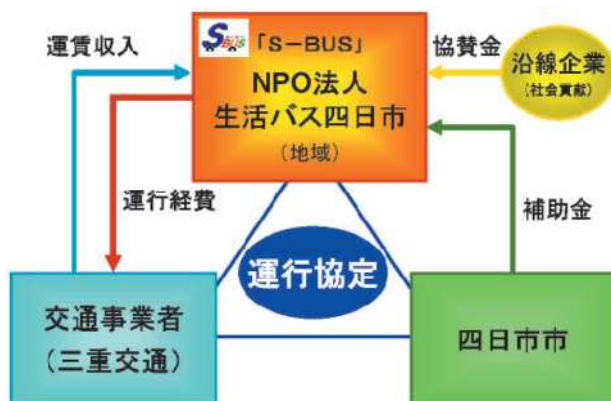 S BUS
「S-BUS」
NPO法人
生活バス四日市
(地域)
運賃収入
協賛金
沿線企業
(社会貢献)
運行経費
補助金
運行協定
交通事業者
(三重交通)
四日市市